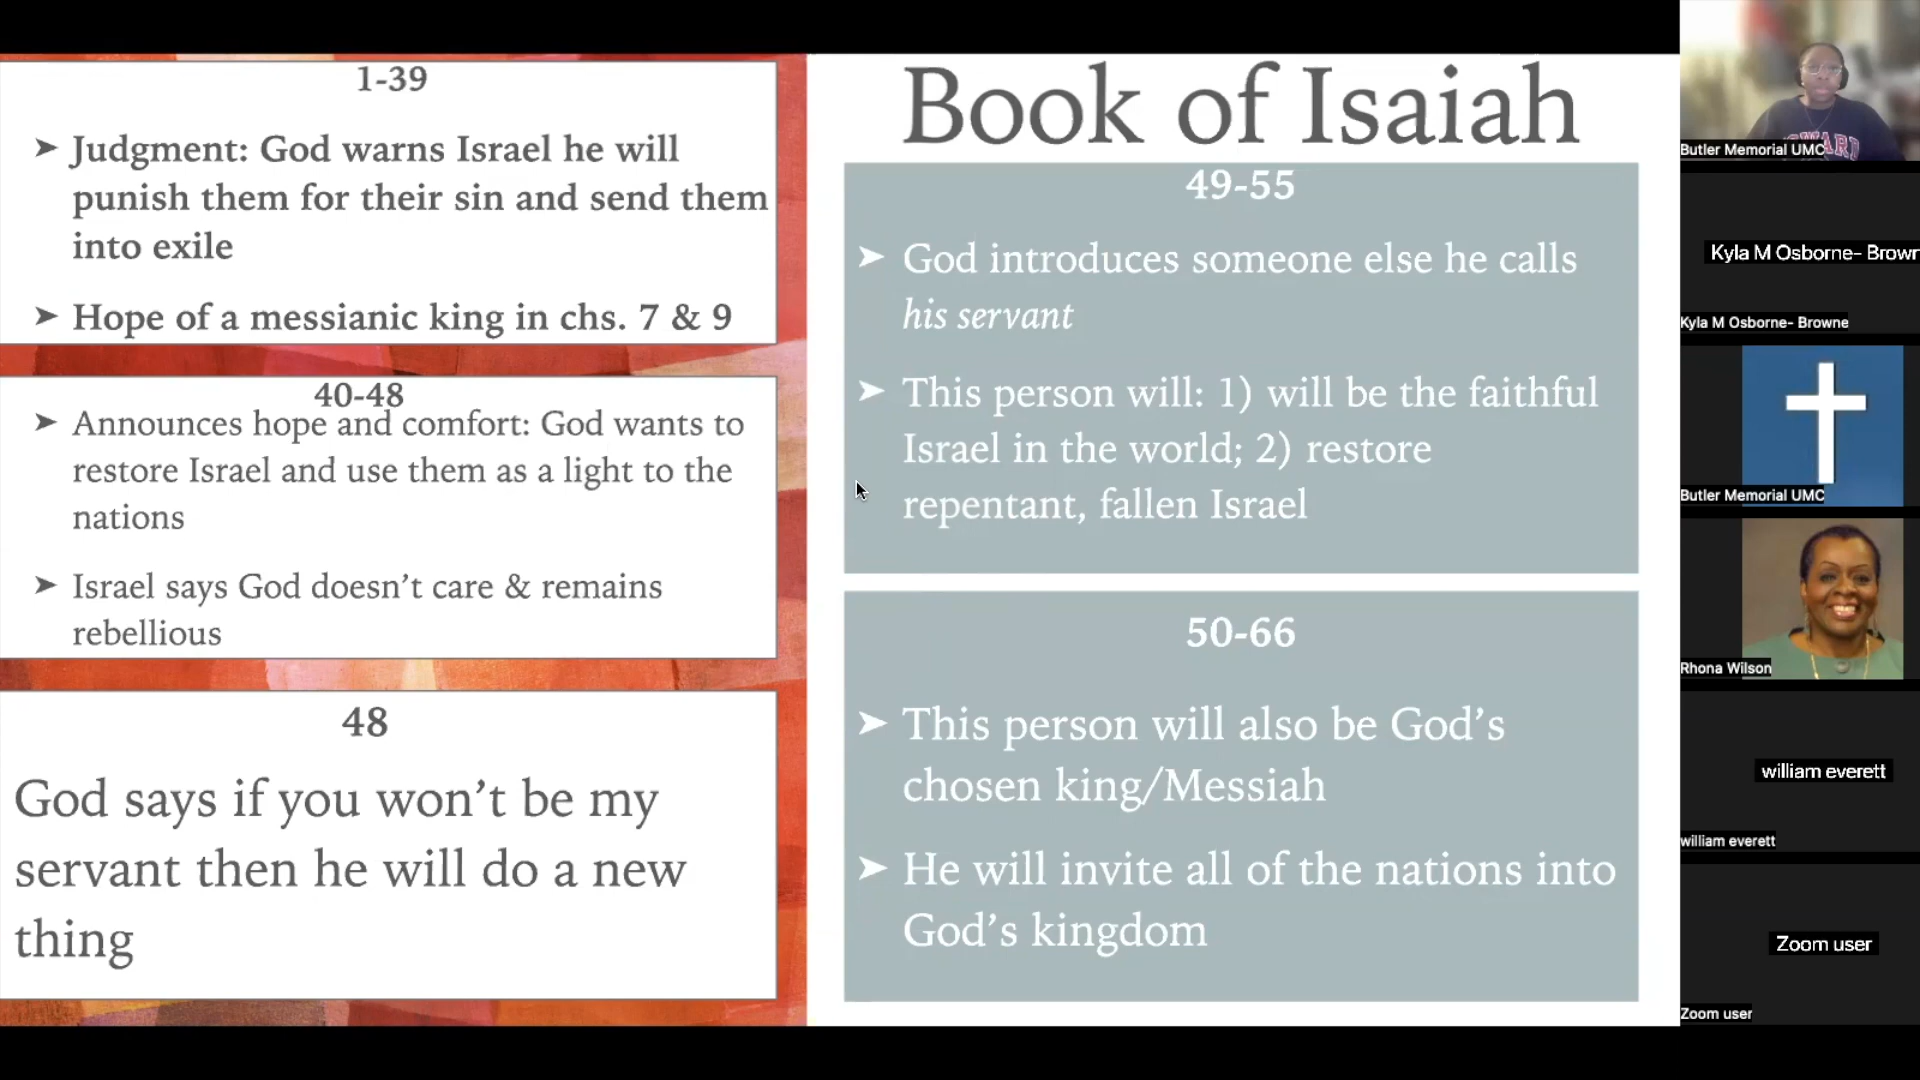 1-39
➤ Judgment: God warns Israel he will
punish them for their sin and send them
into exile
➤ Hope of a messianic king in chs. 7 & 9
40-48
➤ Announces hope and comfort: God wants to
restore Israel and use them as a light to the
nations
➤ Israel says God doesn’t care & remains
rebellious
48
God says if you won’t be my
servant then he will do a new
thing
Book of Isaiah
49-55
➤ God introduces someone else he calls
his servant
➤ This person will: 1) will be the faithful
Israel in the world; 2) restore
repentant, fallen Israel
50-66
➤ This person will also be God’s
chosen king/Messiah
➤ He will invite all of the nations into
God’s kingdom
Butler Memorial UMC
Kyla M Osborne- Brown
Kyla M Osborne- Browne
Butler Memorial UMC
Rhona Wilson
william everett
william everett
Zoom user
Zoom user